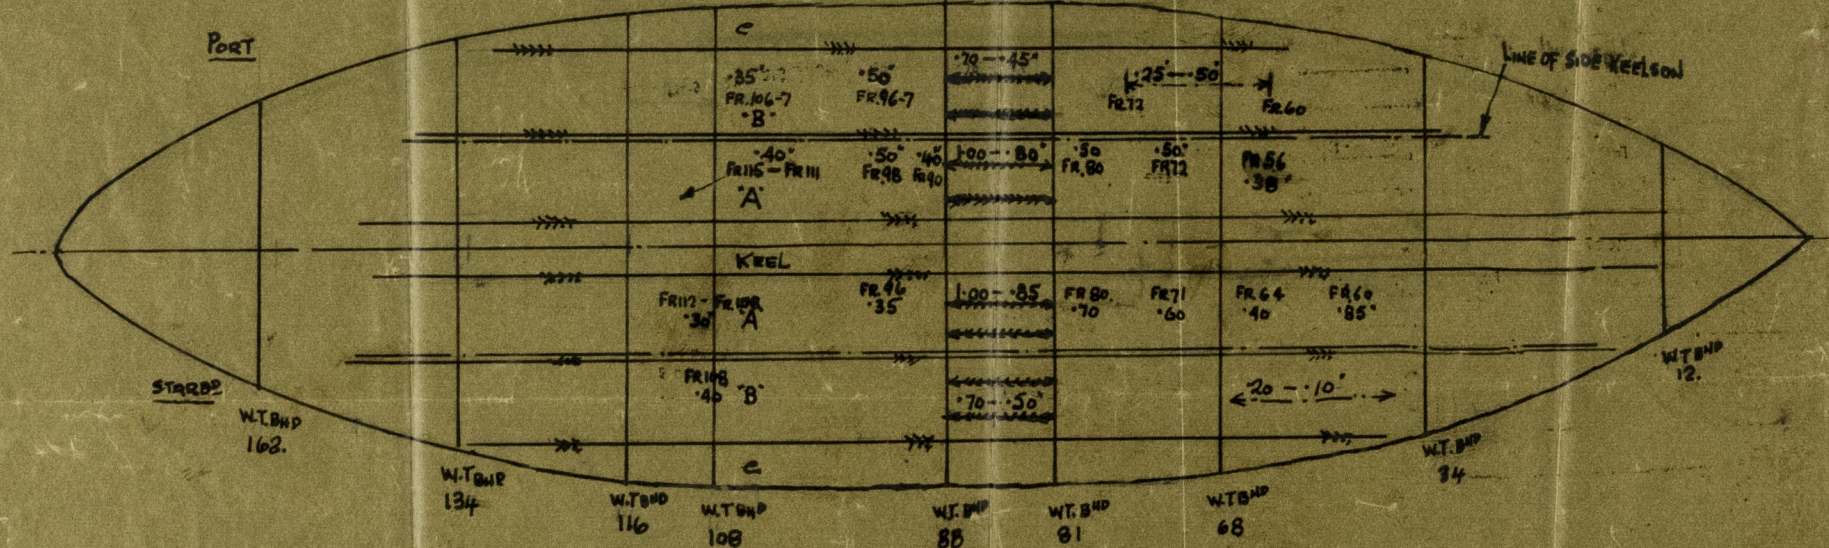 PORT
C
LINE OF SIDE KEELSON
.70 - .45"
.35"
.50"
.25" - .50"
FR.106-7
FR.96-7
FR72
FR60
"B"
.40"
.50"
.40"
1.00 - .80"
.50
.50"
FR56
FR115 - FR111
FR.98
FR90
FR.80
FR72
.38"
"A"
KEEL
FR.96
1.00 - .85
FR80.
FR71
FR64
FR60
FR112 - FR108
.35
.70
.60
.40
.85"
.30"
A
FR108
.40
"B"
.70 - .50"
.20 - .10"
STARBD
C
W.T.BHD
162.
W.T BHD
134
W.T BHD
116
W.T BHD
108
W.T. BHD
88
WT. BHD
81
W.T BHD
68
W.T. BHD
34
W.T BHD
12.